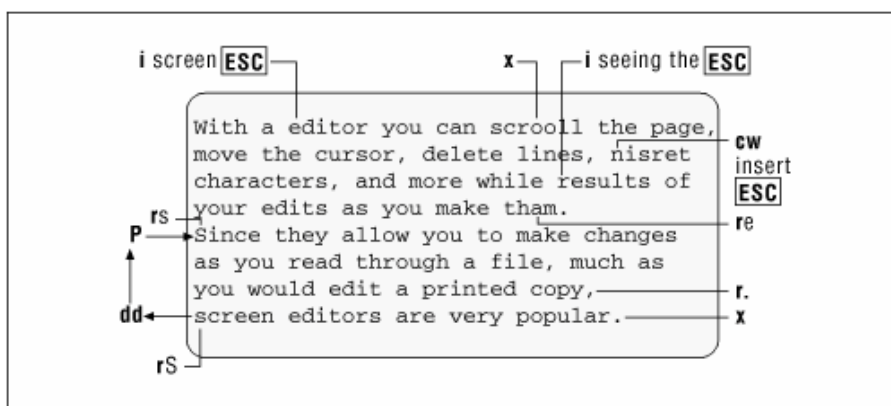 i screen ESC x i seeing the ESC
With a editor you can scrooll the page,
move the cursor, delete lines, nisret
characters, and more while results of
your edits as you make tham.
Since they allow you to make changes
as you read through a file, much as
you would edit a printed copy,
screen editors are very popular.
cw
insert
ESC
re
r.
x
rs
P
dd
rS